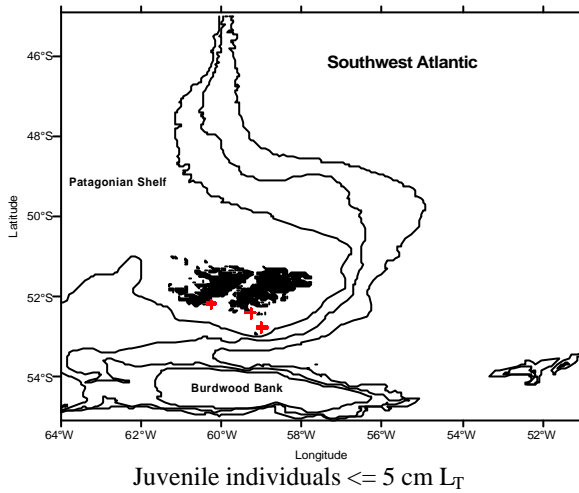 46°S
Southwest Atlantic
48°S
Patagonian Shelf
50°S
Latitude
52°S
54°S
Burdwood Bank
64°W 62°W 60°W 58°W 56°W 54°W 52°W
Longitude
Juvenile individuals <= 5 cm LT